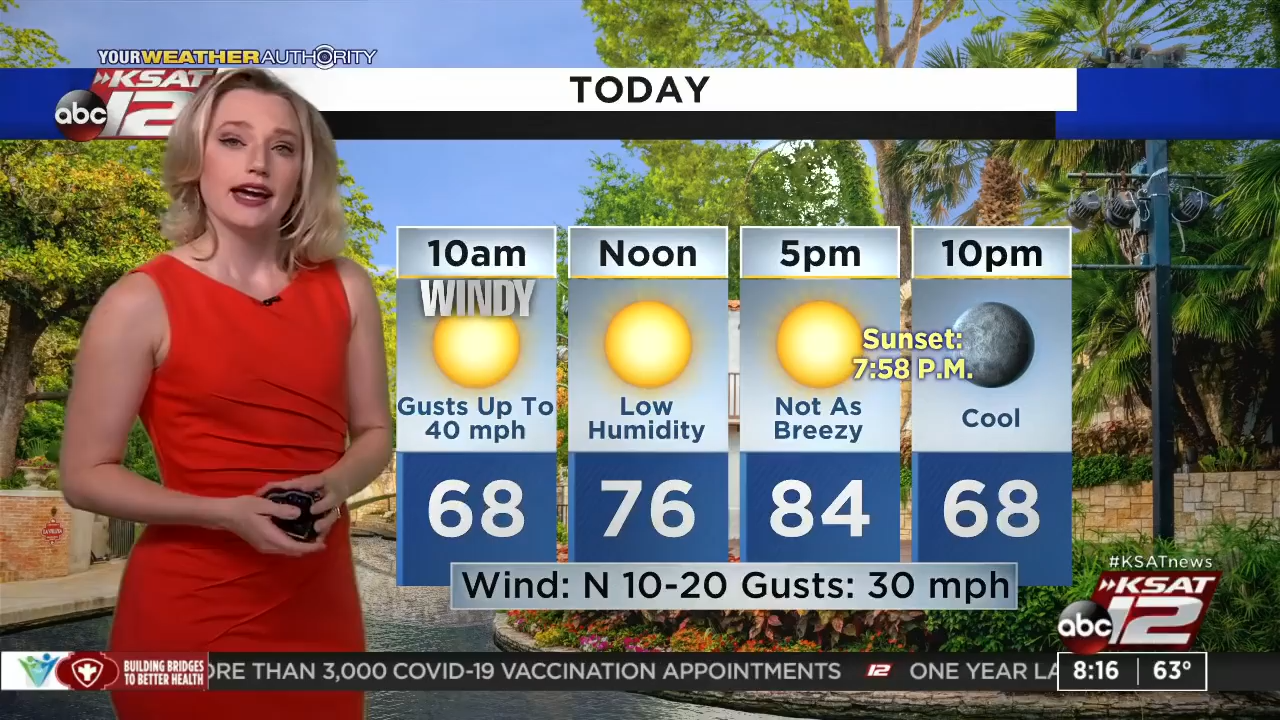 YOURWEATHERAUTHORITY
KSAT
abc 12
TODAY
10am
WINDY
Gusts Up To
40 mph
68
Noon
Low
Humidity
76
5pm
Not As
Breezy
84
Sunset:
7:58 P.M.
10pm
Cool
68
Wind: N 10-20 Gusts: 30 mph
#KSATnews
KSAT
abc 12
BUILDING BRIDGES
TO BETTER HEALTH
ORE THAN 3,000 COVID-19 VACCINATION APPOINTMENTS 12 ONE YEAR LA
8:16 63°